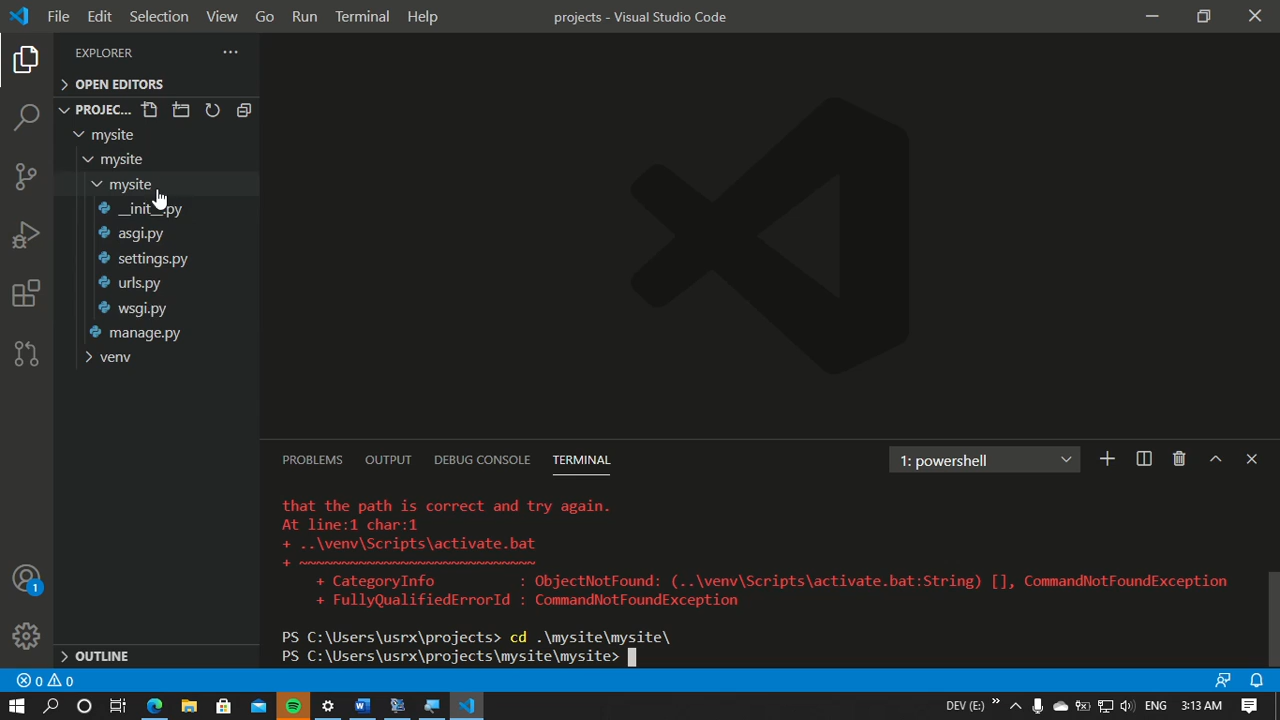 File Edit Selection View Go Run Terminal Help projects - Visual Studio Code
EXPLORER
OPEN EDITORS
PROJEC...
mysite
mysite
mysite
__init__.py
asgi.py
settings.py
urls.py
wsgi.py
manage.py
venv
OUTLINE
PROBLEMS OUTPUT DEBUG CONSOLE TERMINAL 1: powershell
that the path is correct and try again.
At line:1 char:1
+ ..\venv\Scripts\activate.bat
+ ~~~~~~~~~~~~~~~~~~~~~~~~~~~~
+ CategoryInfo : ObjectNotFound: (..\venv\Scripts\activate.bat:String) [], CommandNotFoundException
+ FullyQualifiedErrorId : CommandNotFoundException
PS C:\Users\usrx\projects> cd .\mysite\mysite\
PS C:\Users\usrx\projects\mysite\mysite>
1
0 0
DEV (E:) » ENG 3:13 AM